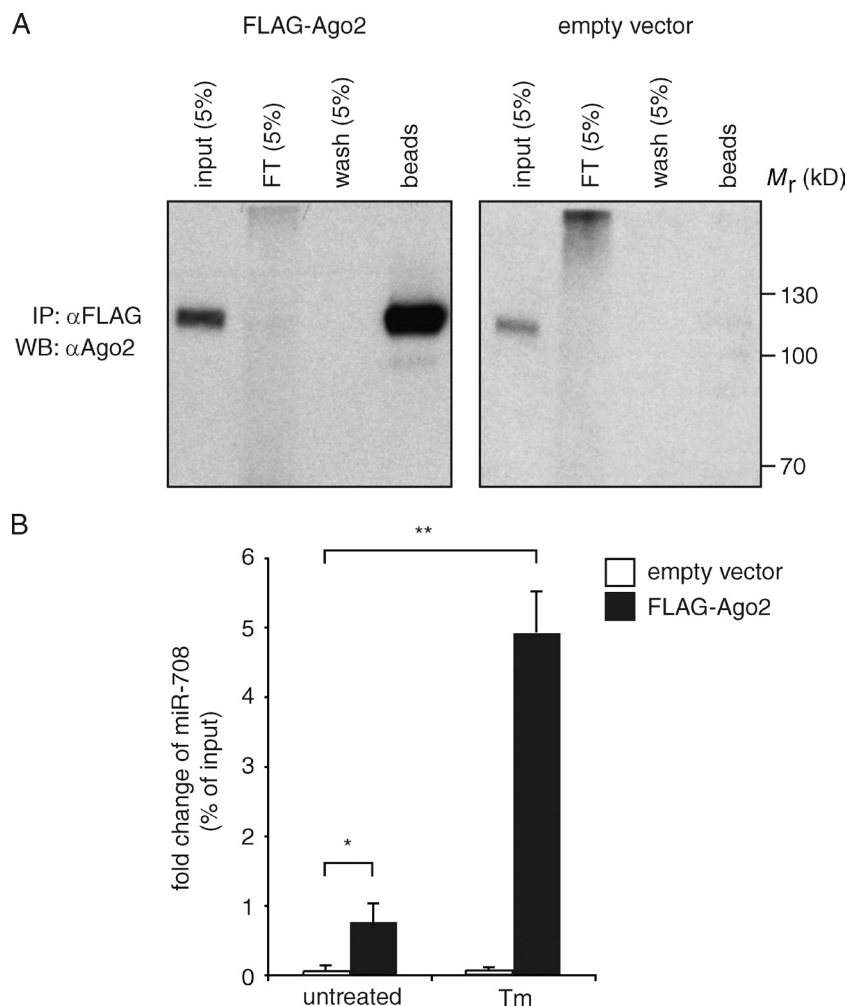 A
FLAG-Ago2
empty vector
input (5%)
FT (5%)
wash (5%)
beads
input (5%)
FT (5%)
wash (5%)
beads
Mr (kD)
IP: αFLAG
WB: αAgo2
130
100
70
B
**
*
6
5
4
3
2
1
0
fold change of miR-708
(% of input)
empty vector
FLAG-Ago2
untreated
Tm